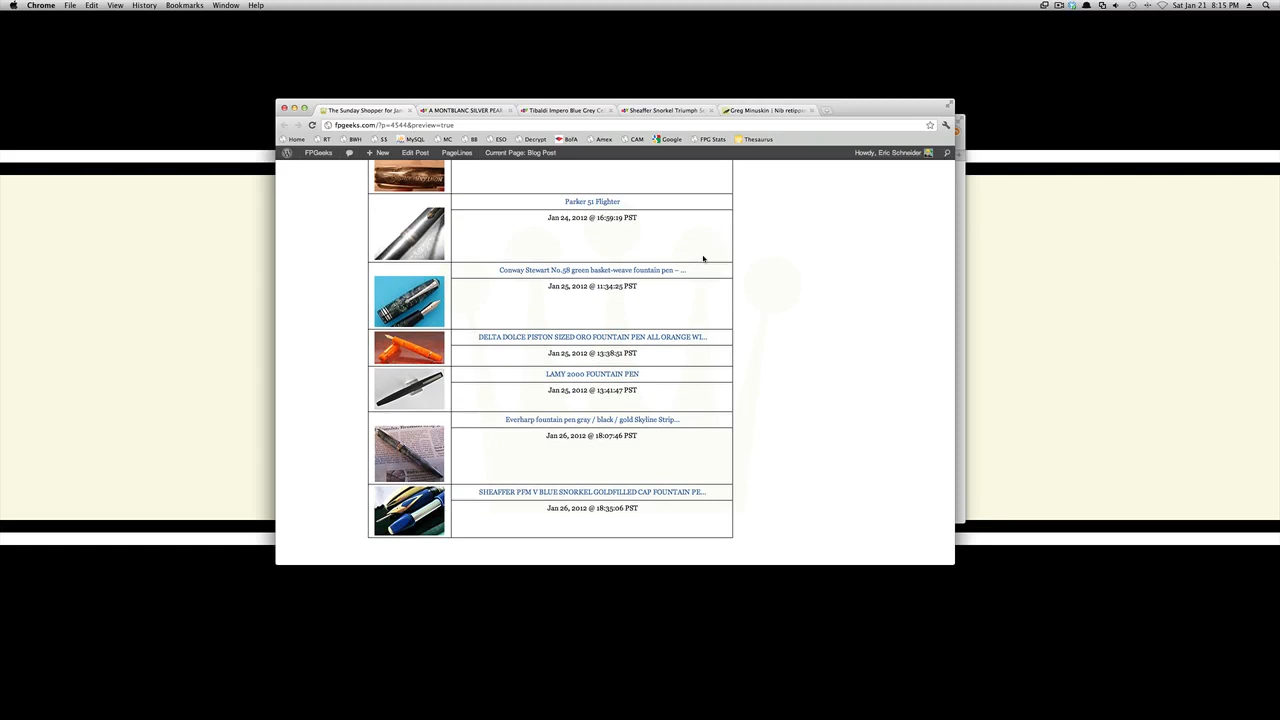 Chrome File Edit View History Bookmarks Window Help Sat Jan 21 8:15 PM
The Sunday Shopper for Jan A MONTBLANC SILVER PEAR Tibaldi Impero Blue Grey Ce Sheaffer Snorkel Triumph S Greg Minuskin | Nib retippe
fpgeeks.com/?p=4544&preview=true
Home RT BWH $$ MySQL MC BB ESO Decrypt BofA Amex CAM Google FPG Stats Thesaurus
FPGeeks + New Edit Post PageLines Current Page: Blog Post Howdy, Eric Schneider
Parker 51 Flighter
Jan 24, 2012 @ 16:59:19 PST
Conway Stewart No.58 green basket-weave fountain pen – ...
Jan 25, 2012 @ 11:34:25 PST
DELTA DOLCE PISTON SIZED ORO FOUNTAIN PEN ALL ORANGE WI...
Jan 25, 2012 @ 13:38:51 PST
LAMY 2000 FOUNTAIN PEN
Jan 25, 2012 @ 13:41:47 PST
Everharp fountain pen gray / black / gold Skyline Strip...
Jan 26, 2012 @ 18:07:46 PST
SHEAFFER PFM V BLUE SNORKEL GOLDFILLED CAP FOUNTAIN PE...
Jan 26, 2012 @ 18:35:06 PST